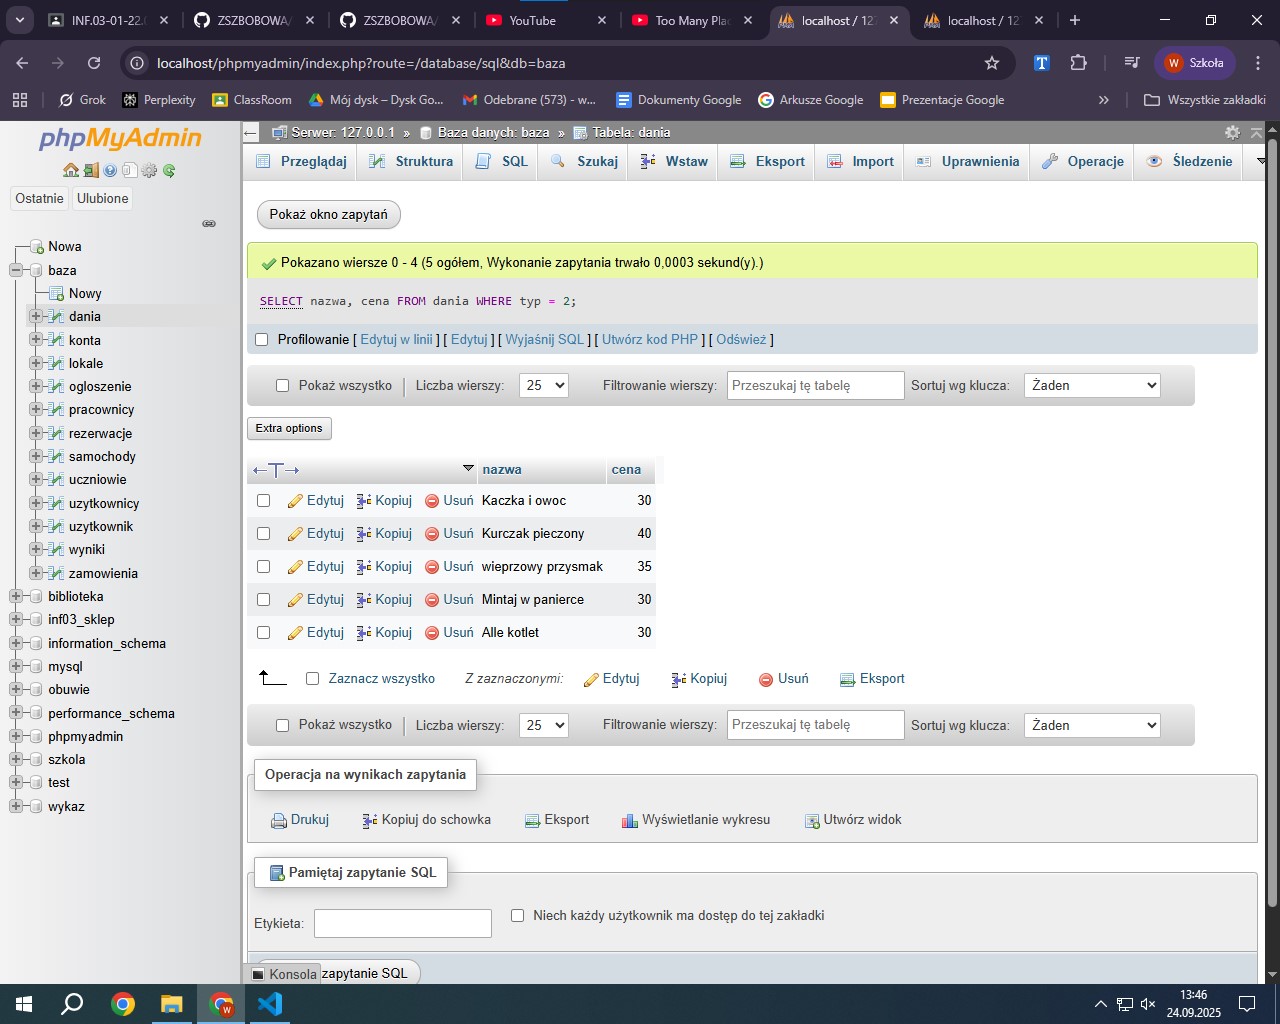 INF.03-01-22.0
ZSZBOBOWA/
ZSZBOBOWA/
YouTube
Too Many Plac
localhost / 127
localhost / 12
localhost/phpmyadmin/index.php?route=/database/sql&db=baza
W Szkoła
Grok
Perplexity
ClassRoom
Mój dysk – Dysk Go...
Odebrane (573) - w...
Dokumenty Google
Arkusze Google
Prezentacje Google
Wszystkie zakładki
phpMyAdmin
Ostatnie
Ulubione
Nowa
baza
Nowy
dania
konta
lokale
ogloszenie
pracownicy
rezerwacje
samochody
uczniowie
uzytkownicy
uzytkownik
wyniki
zamowienia
biblioteka
inf03_sklep
information_schema
mysql
obuwie
performance_schema
phpmyadmin
szkola
test
wykaz
Serwer: 127.0.0.1 » Baza danych: baza » Tabela: dania
Przeglądaj
Struktura
SQL
Szukaj
Wstaw
Eksport
Import
Uprawnienia
Operacje
Śledzenie
Pokaż okno zapytań
Pokazano wiersze 0 - 4 (5 ogółem, Wykonanie zapytania trwało 0,0003 sekund(y).)
SELECT nazwa, cena FROM dania WHERE typ = 2;
Profilowanie [ Edytuj w linii ] [ Edytuj ] [ Wyjaśnij SQL ] [ Utwórz kod PHP ] [ Odśwież ]
Pokaż wszystko | Liczba wierszy: 25 Filtrowanie wierszy: Przeszukaj tę tabelę Sortuj wg klucza: Żaden
Extra options
←T→ nazwa cena
Edytuj Kopiuj Usuń Kaczka i owoc 30
Edytuj Kopiuj Usuń Kurczak pieczony 40
Edytuj Kopiuj Usuń wieprzowy przysmak 35
Edytuj Kopiuj Usuń Mintaj w panierce 30
Edytuj Kopiuj Usuń Alle kotlet 30
Zaznacz wszystko Z zaznaczonymi: Edytuj Kopiuj Usuń Eksport
Pokaż wszystko | Liczba wierszy: 25 Filtrowanie wierszy: Przeszukaj tę tabelę Sortuj wg klucza: Żaden
Operacja na wynikach zapytania
Drukuj Kopiuj do schowka Eksport Wyświetlanie wykresu Utwórz widok
Pamiętaj zapytanie SQL
Etykieta: Niech każdy użytkownik ma dostęp do tej zakładki
Konsola zapytanie SQL
13:46
24.09.2025